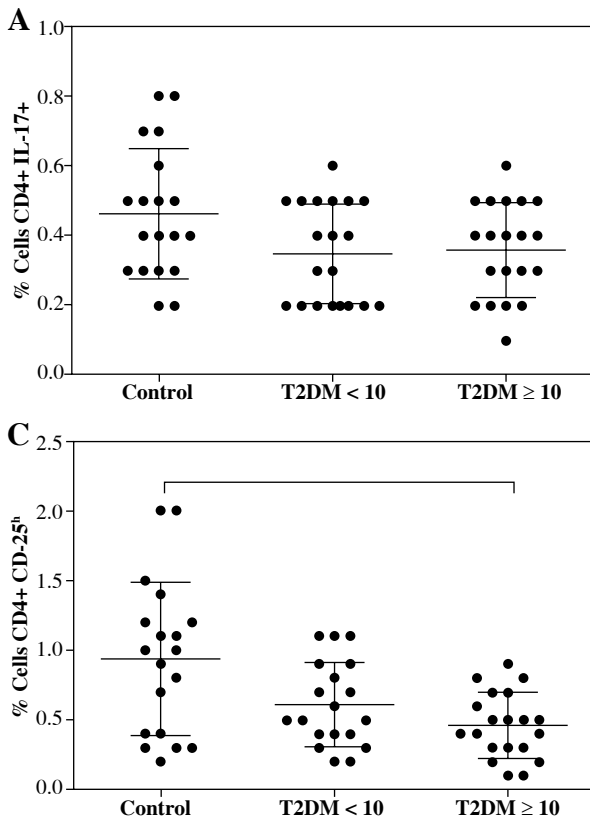 A
% Cells CD4+ IL-17+
1.0
0.8
0.6
0.4
0.2
0.0
Control
T2DM < 10
T2DM ≥ 10
C
% Cells CD4+ CD-25ʰ
2.5
2.0
1.5
1.0
0.5
0.0
Control
T2DM < 10
T2DM ≥ 10